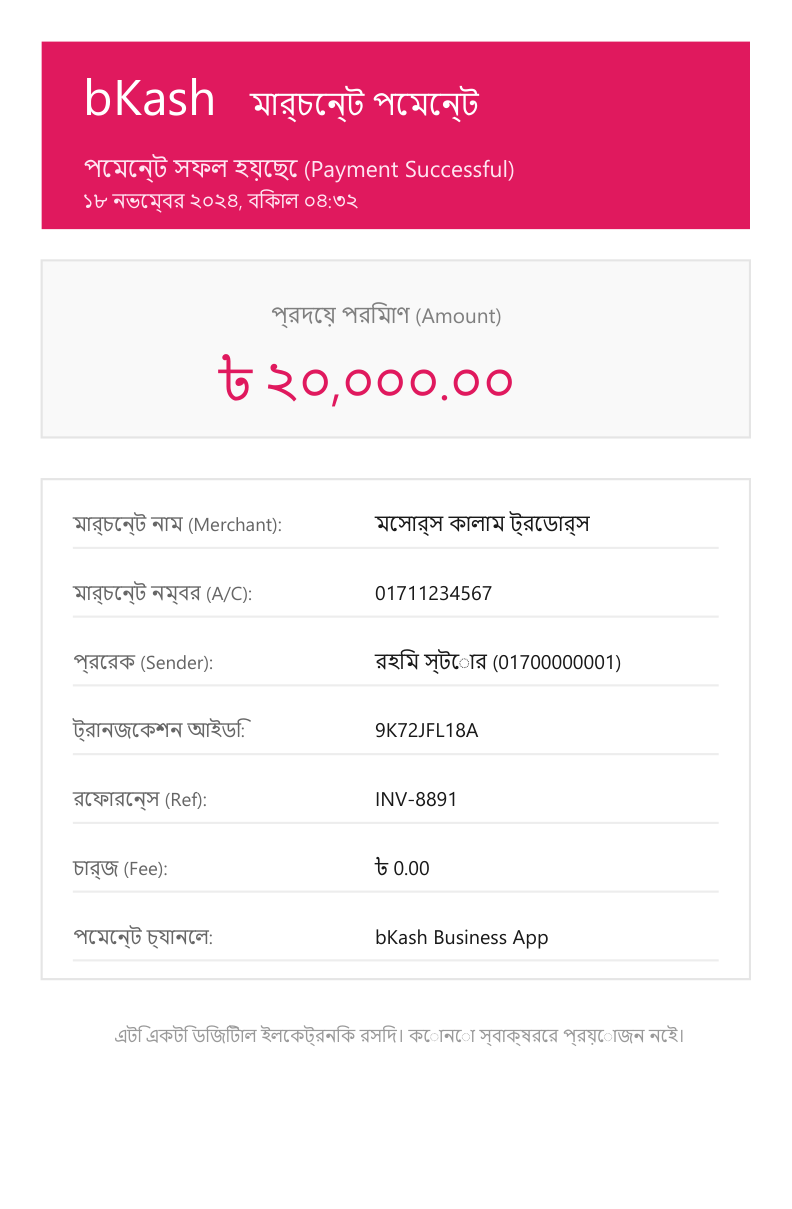 bKash মার্চেন্ট পেমেন্ট
পেমেন্ট সফল হয়েছে (Payment Successful)
১৮ নভেম্বর ২০২৪, বিকাল ০৪:৩২
প্রদেয় পরিমাণ (Amount)
৳ ২০,০০০.০০
মার্চেন্ট নাম (Merchant): মেসার্স কালাম ট্রেডার্স
মার্চেন্ট নম্বর (A/C): 01711234567
প্রেরক (Sender): রহিম স্টোর (01700000001)
ট্রানজেকশন আইডি: 9K72JFL18A
রেফারেন্স (Ref): INV-8891
চার্জ (Fee): ৳ 0.00
পেমেন্ট চ্যানেল: bKash Business App
এটি একটি ডিজিটাল ইলেকট্রনিক রসিদ। কোনো স্বাক্ষরের প্রয়োজন নেই।